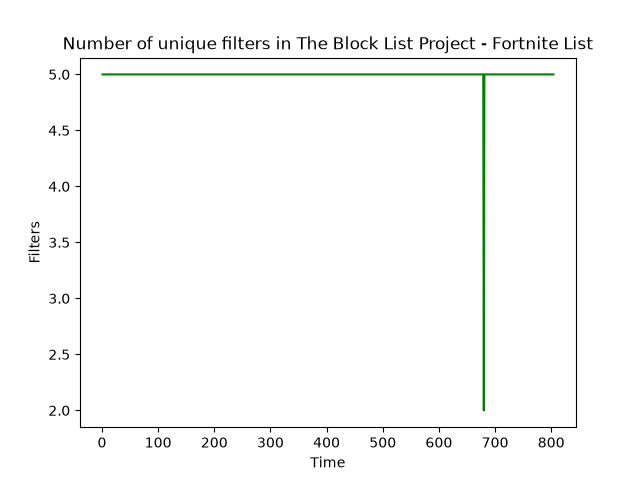 Number of unique filters in The Block List Project - Fortnite List
5.0
4.5
4.0
3.5
3.0
2.5
2.0
Filters
0 100 200 300 400 500 600 700 800
Time